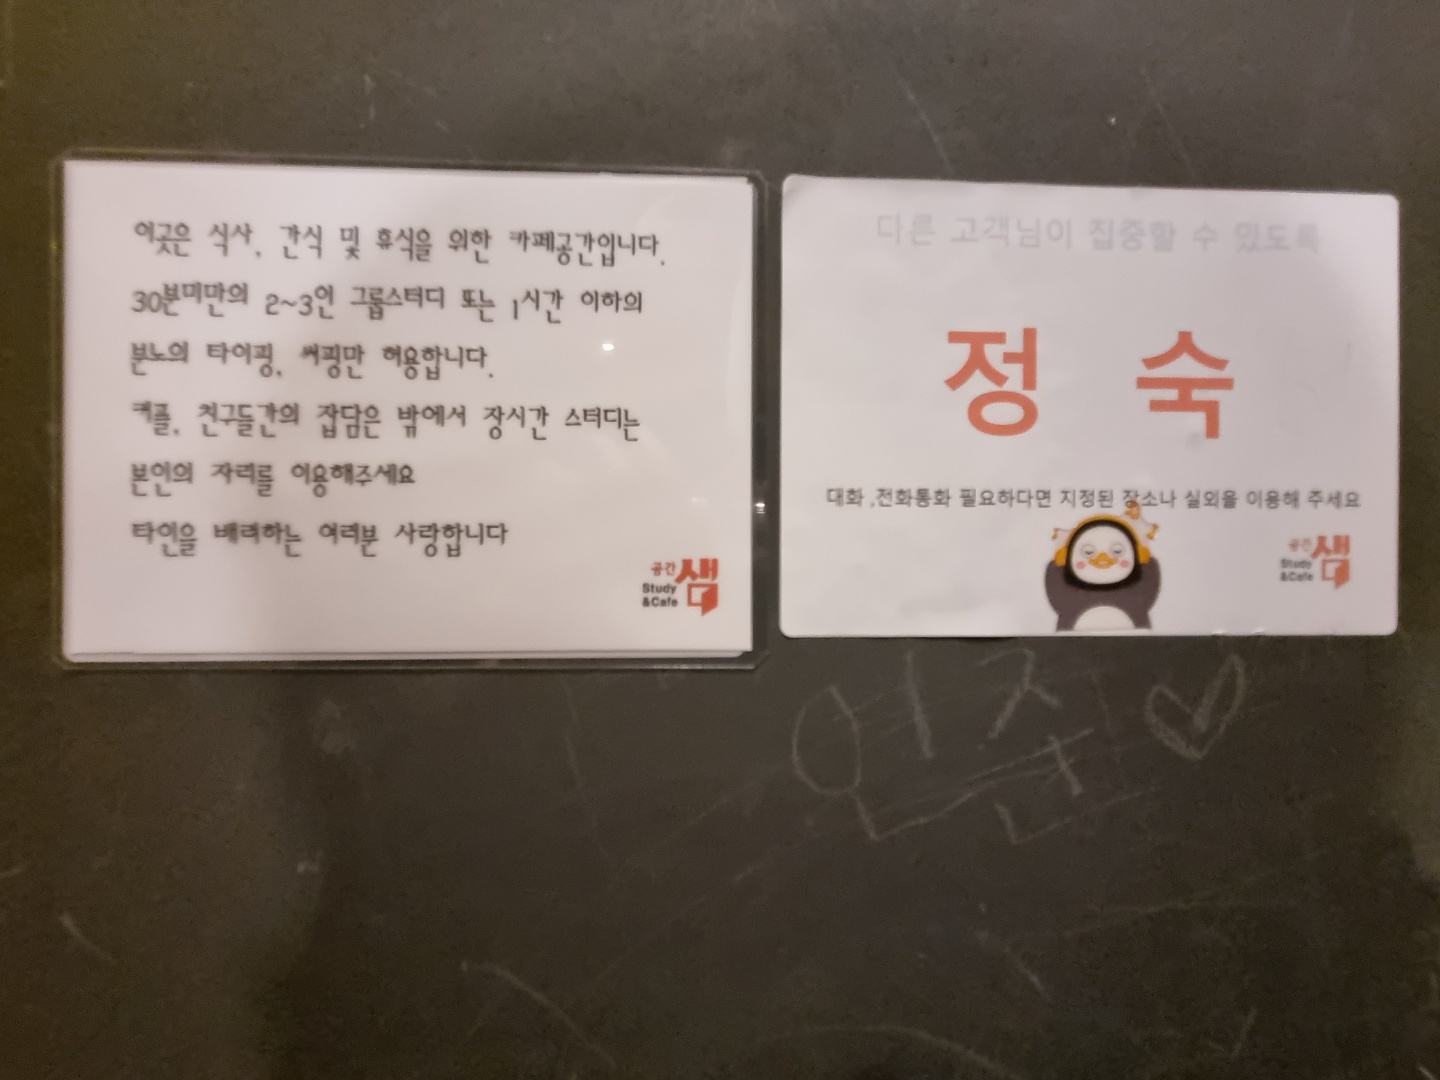 이곳은 식사, 간식 및 휴식을 위한 카페공간입니다.
30분미만의 2~3인 그룹스터디 또는 1시간 이하의
분노의 타이핑, 써핑만 허용합니다.
커플, 친구들간의 잡담은 밖에서 장시간 스터디는
본인의 자리를 이용해주세요
타인을 배려하는 여러분 사랑합니다
공간 샘
Study
&Cafe
다른 고객님이 집중할 수 있도록
정 숙
대화 ,전화통화 필요하다면 지정된 장소나 실외을 이용해 주세요
공간 샘
Study
&Cafe